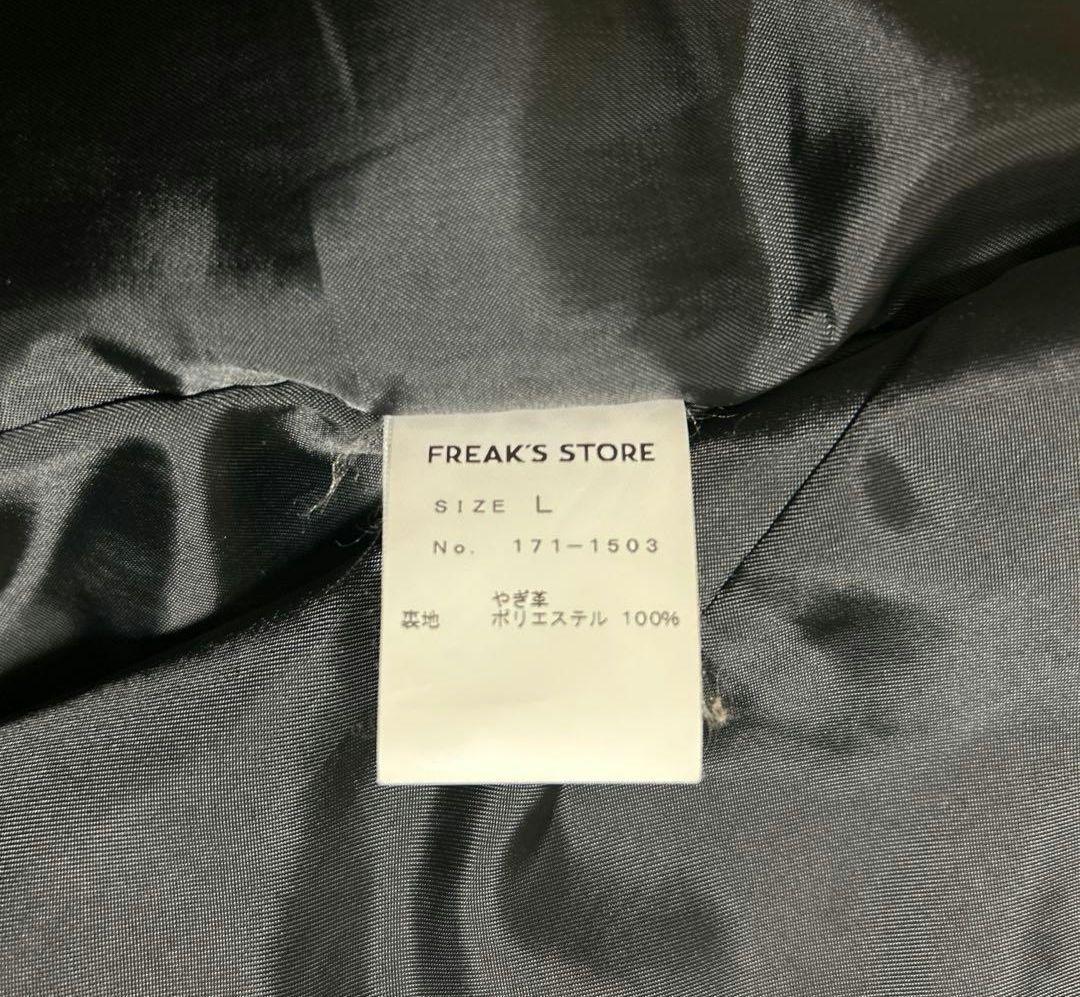 FREAK'S STORE
SIZE L
No. 171-1503
やぎ革
裏地 ポリエステル 100%